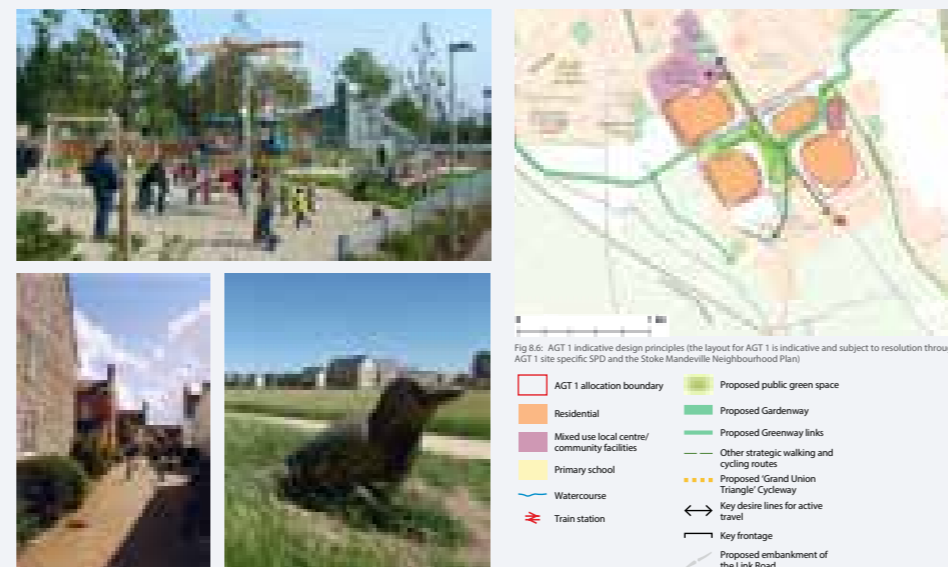 Fig 8.6: AGT 1 indicative design principles (the layout for AGT 1 is indicative and subject to resolution
AGT 1 site specific SPD and the Stoke Mandeville Neighbourhood Plan)
AGT 1 allocation boundary
Residential
Mixed use local centre/
community facilities
Primary school
Watercourse
Train station
Proposed public green space
Proposed Gardenway
Proposed Greenway links
Other strategic walking and
cycling routes
Proposed 'Grand Union
Triangle' Cycleway
Key desire lines for active
travel
Key frontage
Proposed embankment of
the Link Road